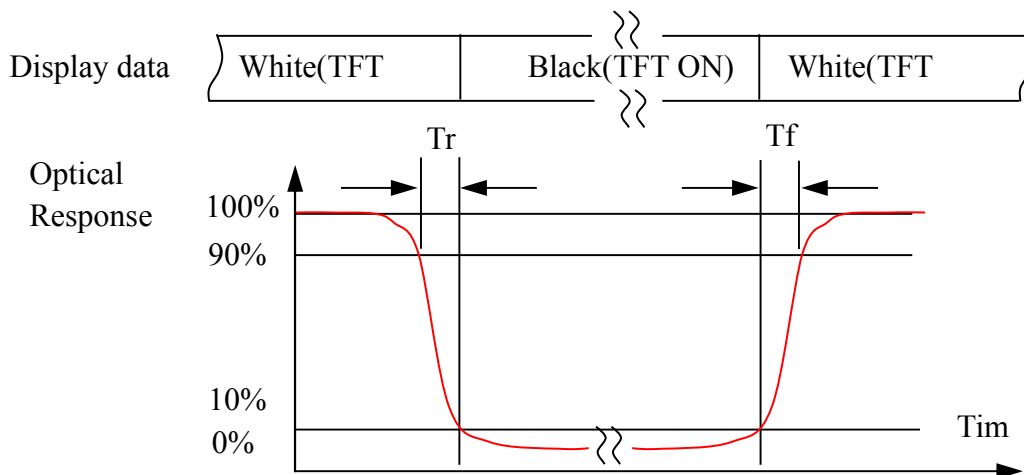 Display data White(TFT Black(TFT ON) White(TFT
Tr Tf
Optical
Response
100%
90%
10%
0%
Tim